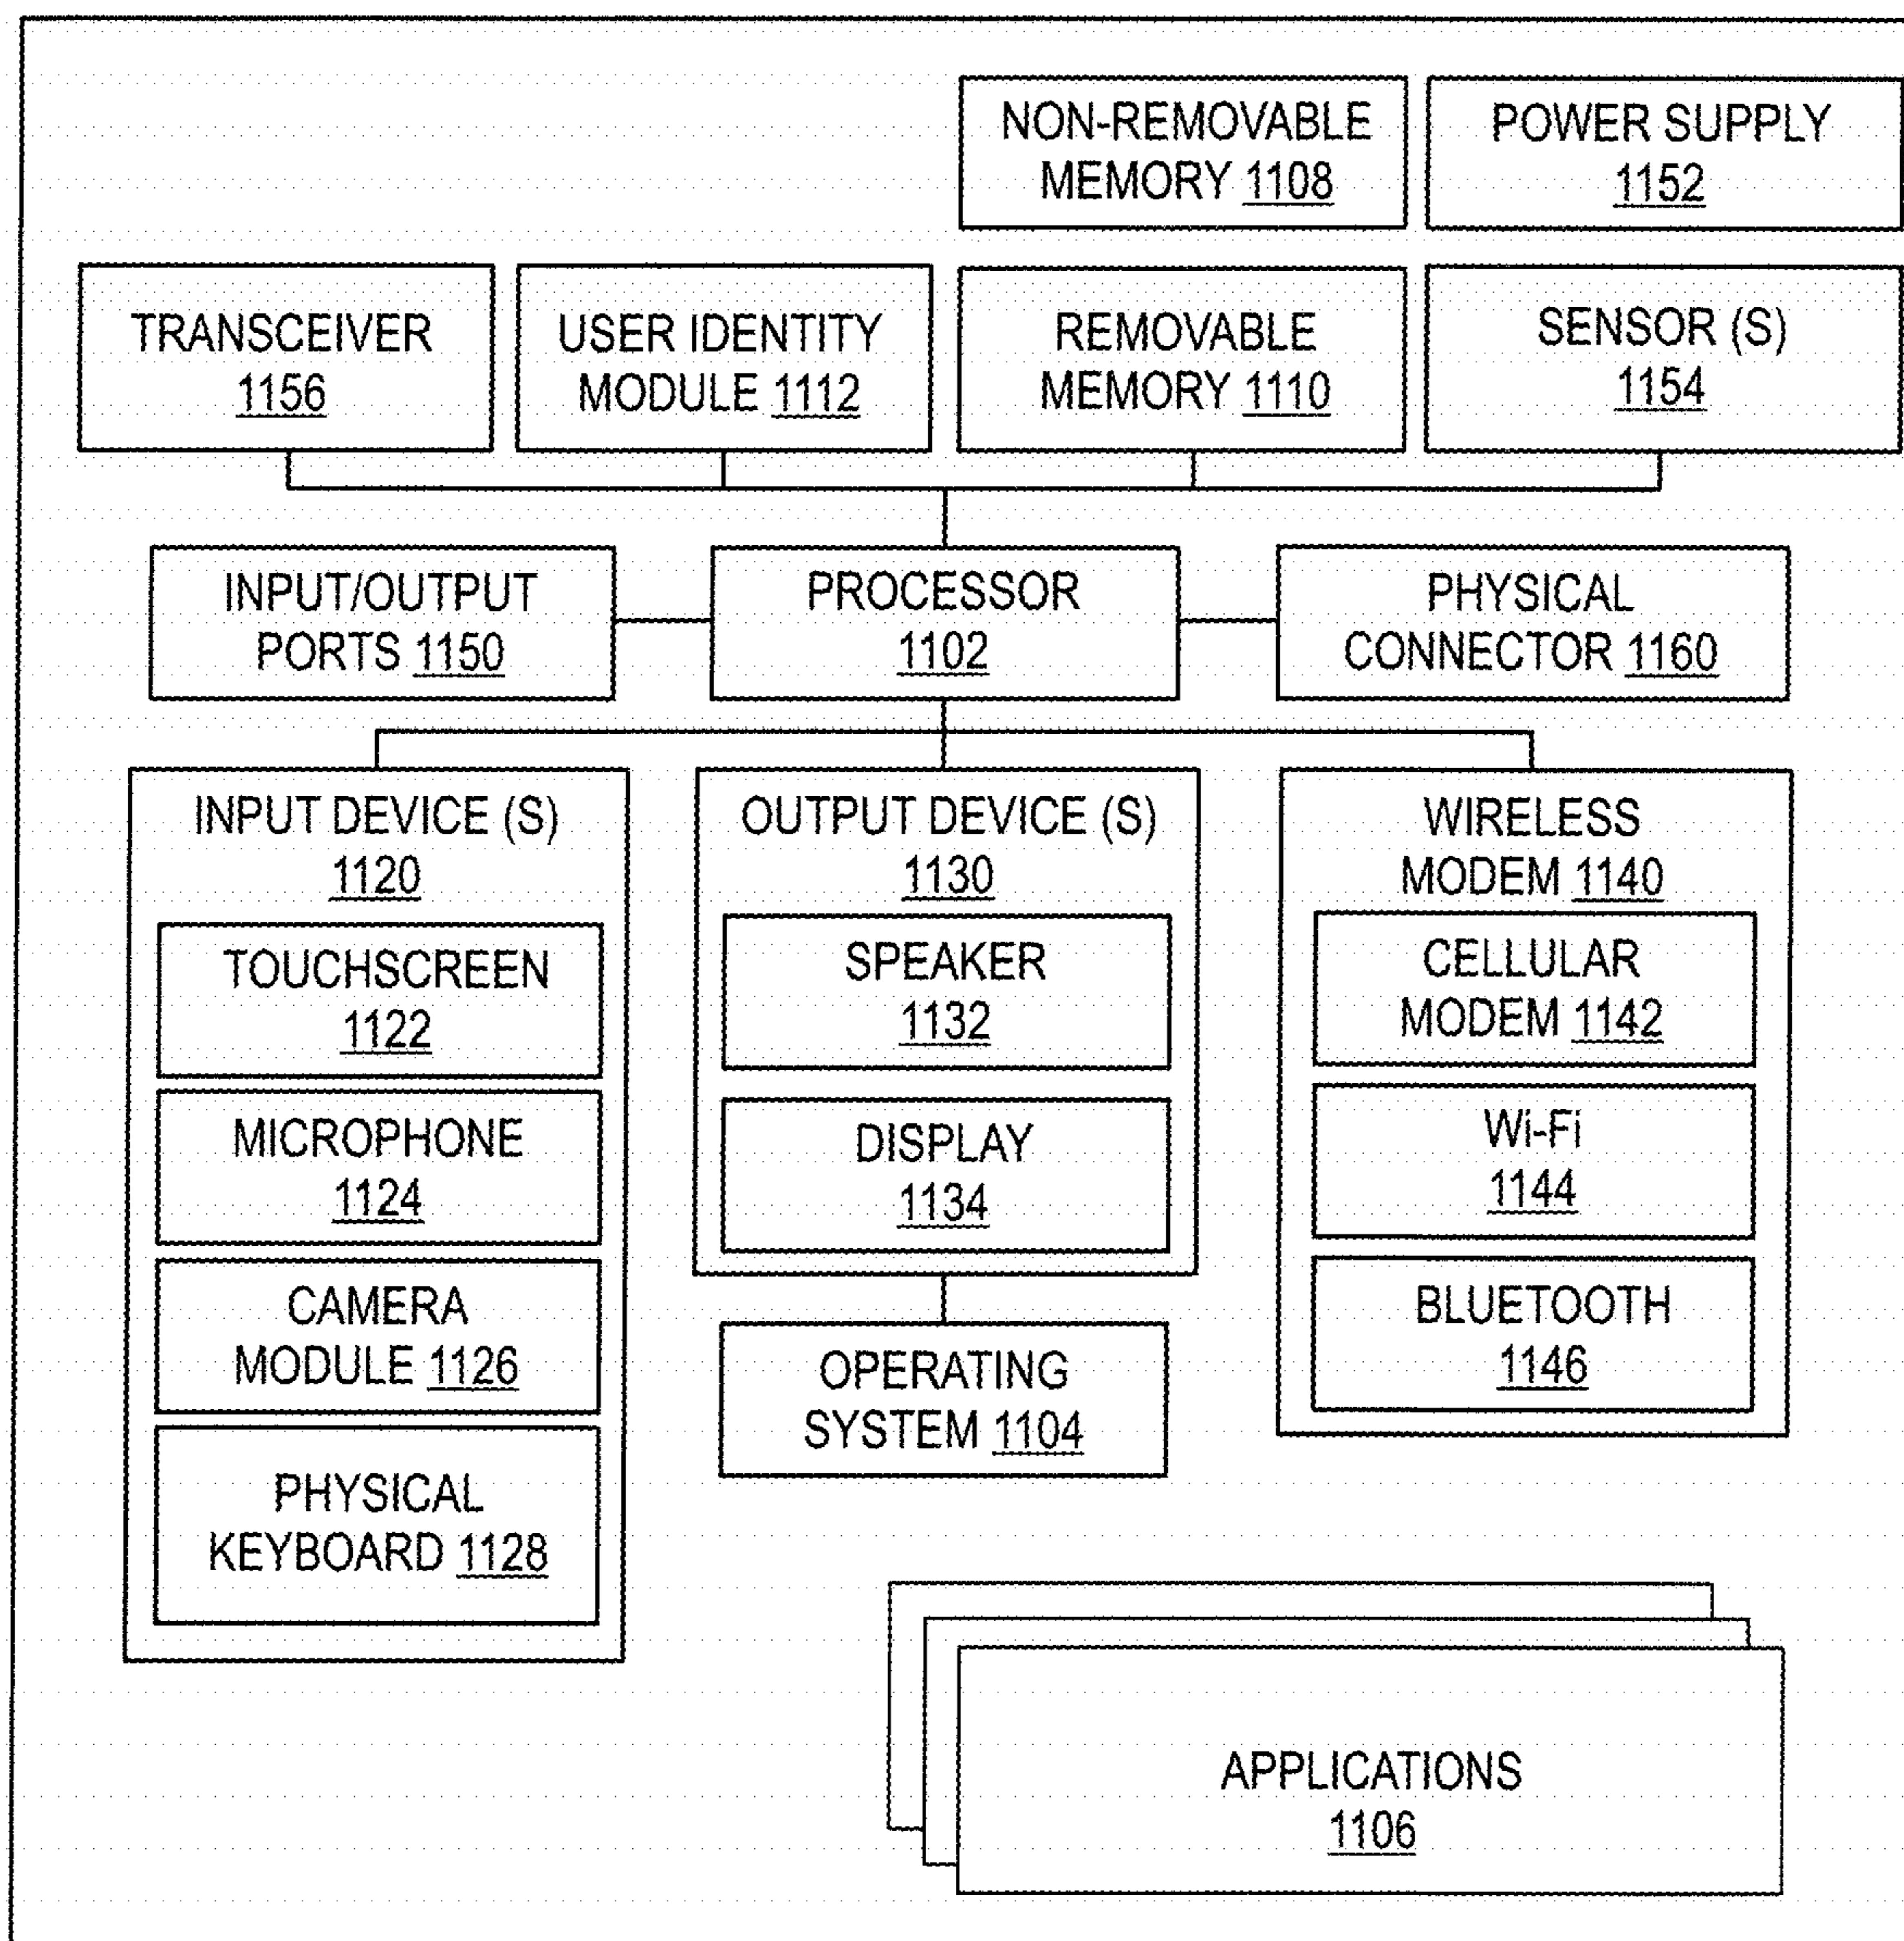 NON-REMOVABLE
MEMORY 1108
POWER SUPPLY
1152
TRANSCEIVER
1156
USER IDENTITY
MODULE 1112
REMOVABLE
MEMORY 1110
SENSOR (S)
1154
INPUT/OUTPUT
PORTS 1150
PROCESSOR
1102
PHYSICAL
CONNECTOR 1160
INPUT DEVICE (S)
1120
TOUCHSCREEN
1122
MICROPHONE
1124
CAMERA
MODULE 1126
PHYSICAL
KEYBOARD 1128
OUTPUT DEVICE (S)
1130
SPEAKER
1132
DISPLAY
1134
OPERATING
SYSTEM 1104
WIRELESS
MODEM 1140
CELLULAR
MODEM 1142
Wi-Fi
1144
BLUETOOTH
1146
APPLICATIONS
1106